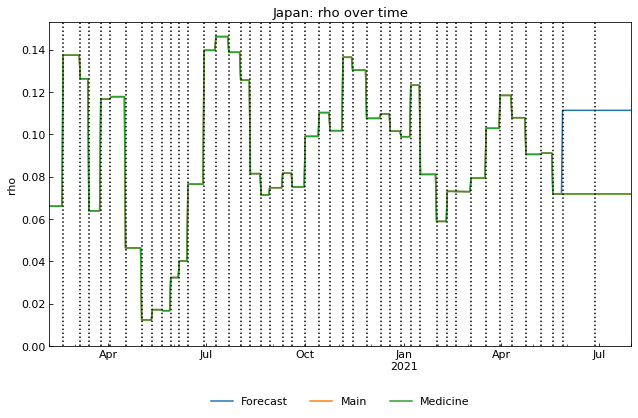 Japan: rho over time
rho
0.14
0.12
0.10
0.08
0.06
0.04
0.02
0.00
Apr Jul Oct Jan Apr Jul
2021
Forecast Main Medicine